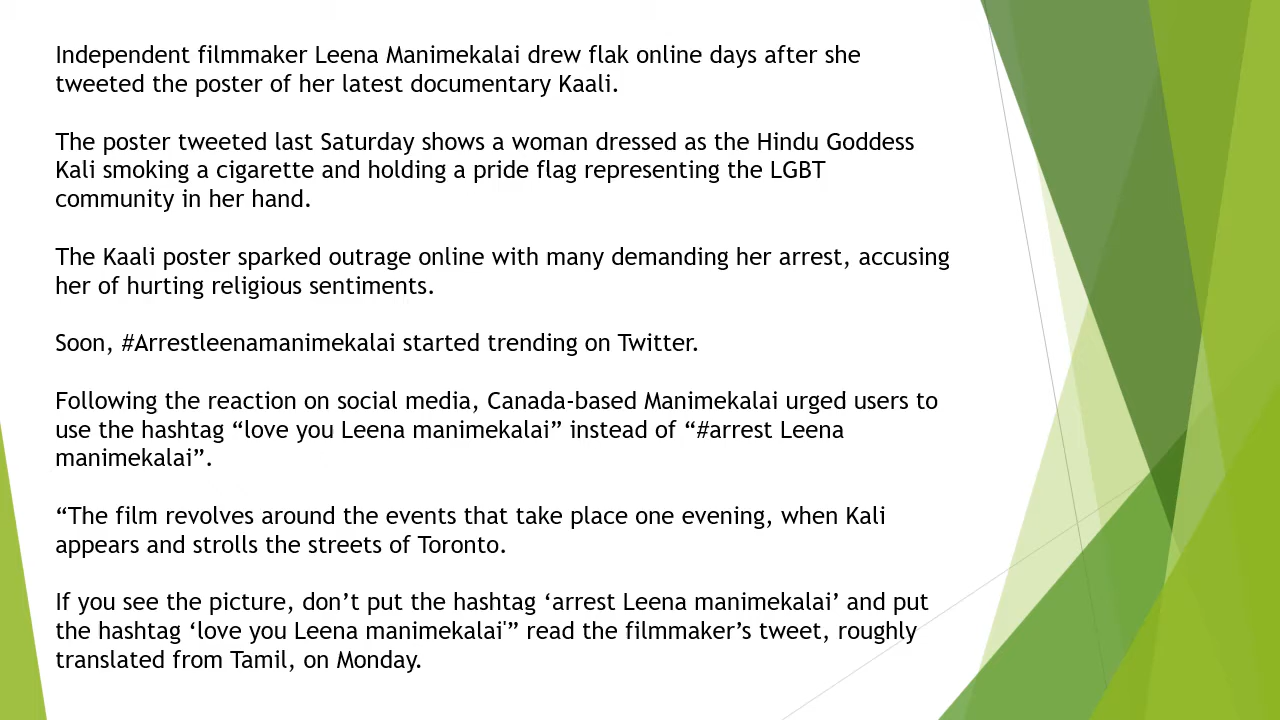 Independent filmmaker Leena Manimekalai drew flak online days after she
tweeted the poster of her latest documentary Kaali.
The poster tweeted last Saturday shows a woman dressed as the Hindu Goddess
Kali smoking a cigarette and holding a pride flag representing the LGBT
community in her hand.
The Kaali poster sparked outrage online with many demanding her arrest, accusing
her of hurting religious sentiments.
Soon, #Arrestleenamanimekalai started trending on Twitter.
Following the reaction on social media, Canada-based Manimekalai urged users to
use the hashtag “love you Leena manimekalai” instead of “#arrest Leena
manimekalai”.
“The film revolves around the events that take place one evening, when Kali
appears and strolls the streets of Toronto.
If you see the picture, don’t put the hashtag ‘arrest Leena manimekalai’ and put
the hashtag ‘love you Leena manimekalai'” read the filmmaker’s tweet, roughly
translated from Tamil, on Monday.